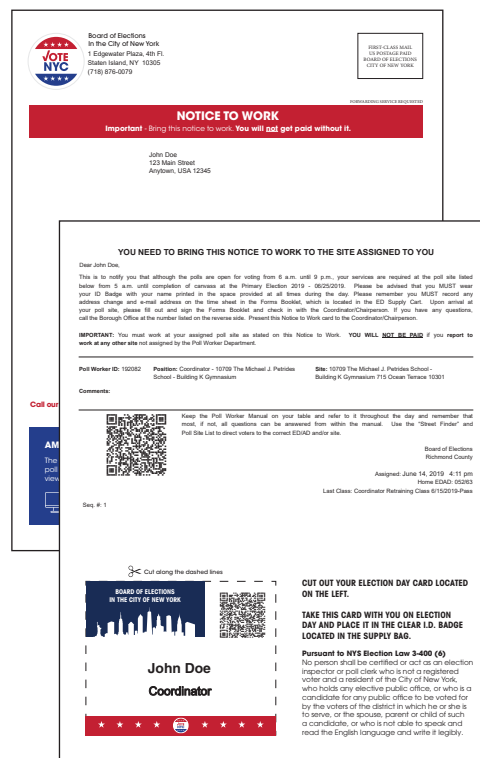 Board of Elections
In the City of New York
1 Edgewater Plaza, 4th Fl.
Staten Island, NY 10305
(718) 876-0079
VOTE
NYC
FIRST-CLASS MAIL
US POSTAGE PAID
BOARD OF ELECTIONS
CITY OF NEW YORK
FORWARDING SERVICE REQUESTED
NOTICE TO WORK
Important - Bring this notice to work. You will not get paid without it.
John Doe
123 Main Street
Anytown, USA 12345
Call our
AM
The
poll
view
YOU NEED TO BRING THIS NOTICE TO WORK TO THE SITE ASSIGNED TO YOU
Dear John Doe,
This is to notify you that although the polls are open for voting from 6 a.m. until 9 p.m., your services are required at the poll site listed
below from 5 a.m. until completion of canvass at the Primary Election 2019 - 06/25/2019. Please be advised that you MUST wear
your ID Badge with your name printed in the space provided at all times during the day. Please remember you MUST record any
address change and e-mail address on the time sheet in the Forms Booklet, which is located in the ED Supply Cart. Upon arrival at
your poll site, please fill out and sign the Forms Booklet and check in with the Coordinator/Chairperson. If you have any questions,
call the Borough Office at the number listed on the reverse side. Present this Notice to Work card to the Coordinator/Chairperson.
IMPORTANT: You must work at your assigned poll site as stated on this Notice to Work. YOU WILL NOT BE PAID if you report to
work at any other site not assigned by the Poll Worker Department.
Poll Worker ID: 192082 Position: Coordinator - 10709 The Michael J. Petrides Site: 10709 The Michael J. Petrides School -
School - Building K Gymnasium Building K Gymnasium 715 Ocean Terrace 10301
Comments:
Keep the Poll Worker Manual on your table and refer to it throughout the day and remember that
most, if not, all questions can be answered from within the manual. Use the "Street Finder" and
Poll Site List to direct voters to the correct ED/AD and/or site.
Board of Elections
Richmond County
Assigned: June 14, 2019 4:11 pm
Home EDAD: 052/63
Last Class: Coordinator Retraining Class 6/15/2019-Pass
Seq. #: 1
Cut along the dashed lines
BOARD OF ELECTIONS
IN THE CITY OF NEW YORK
John Doe
Coordinator
VOTE
NYC
CUT OUT YOUR ELECTION DAY CARD LOCATED
ON THE LEFT.
TAKE THIS CARD WITH YOU ON ELECTION
DAY AND PLACE IT IN THE CLEAR I.D. BADGE
LOCATED IN THE SUPPLY BAG.
Pursuant to NYS Election Law 3-400 (6)
No person shall be certified or act as an election
inspector or poll clerk who is not a registered
voter and a resident of the City of New York,
who holds any elective public office, or who is a
candidate for any public office to be voted for
by the voters of the district in which he or she is
to serve, or the spouse, parent or child of such
a candidate, or who is not able to speak and
read the English language and write it legibly.